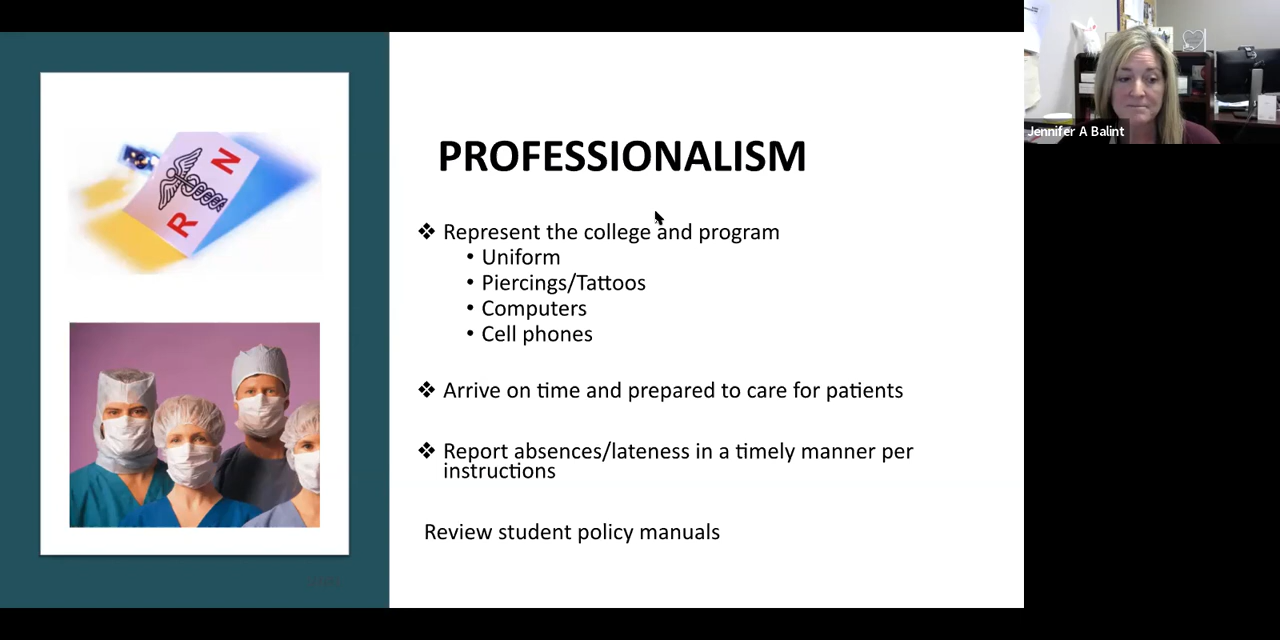 PROFESSIONALISM
❖ Represent the college and program
• Uniform
• Piercings/Tattoos
• Computers
• Cell phones
❖ Arrive on time and prepared to care for patients
❖ Report absences/lateness in a timely manner per
instructions
Review student policy manuals
R N
Jennifer A Balint